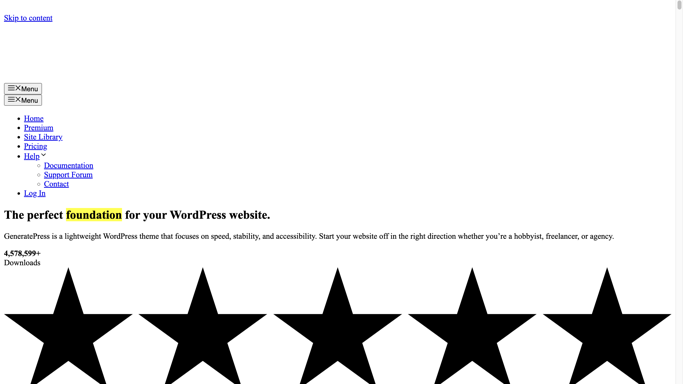 Skip to content
Menu
Menu
Home
Premium
Site Library
Pricing
Help
Documentation
Support Forum
Contact
Log In
The perfect foundation for your WordPress website.
GeneratePress is a lightweight WordPress theme that focuses on speed, stability, and accessibility. Start your website off in the right direction whether you’re a hobbyist, freelancer, or agency.
4,578,599+
Downloads